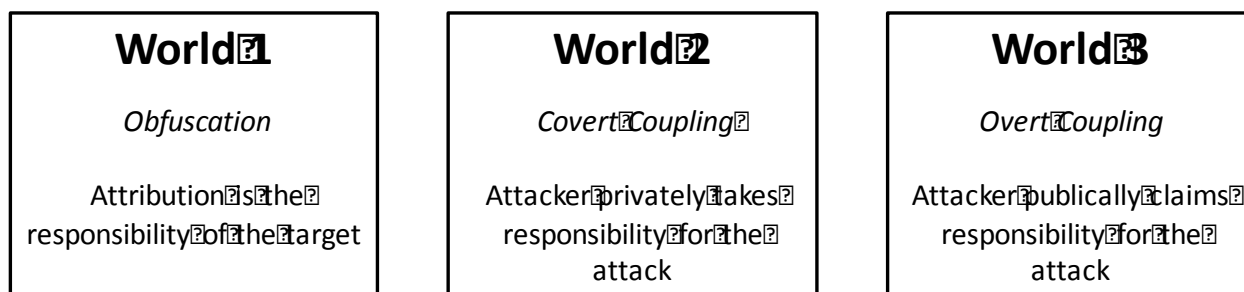 World 1
Obfuscation
Attribution is the
responsibility of the target
World 2
Covert Coupling
Attacker privately takes
responsibility for the
attack
World 3
Overt Coupling
Attacker publically claims
responsibility for the
attack